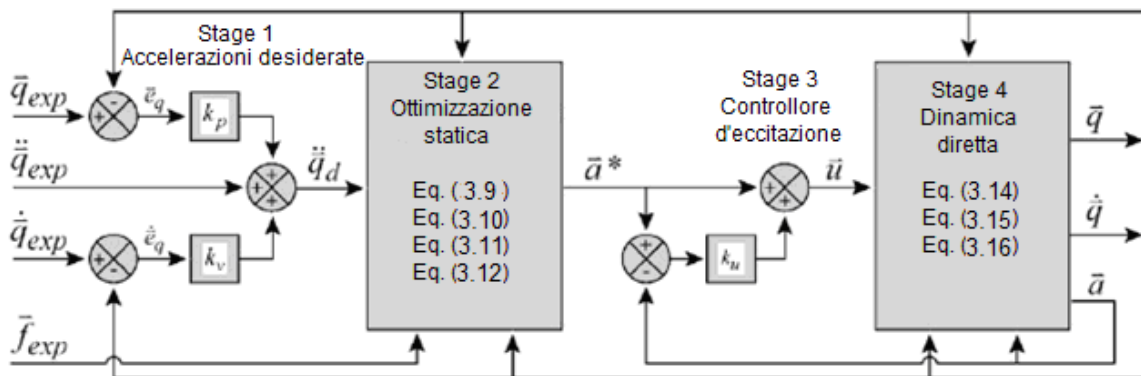 Stage 1
Accelerazioni desiderate
Stage 2
Ottimizzazione
statica
Eq. (.3.9 )
Eq. (3.10)
Eq. (3.11)
Eq. (3.12)
Stage 3
Controllore
d'eccitazione
Stage 4
Dinamica
diretta
Eq. (3.14)
Eq. (3.15)
Eq. (3.16)
q̄exp
-
+
ēq
kp
q̈̄exp
+
+
+
q̈̄d
q̇̄exp
+
-
ė̄q
kv
f̄exp
ā*
+
+
ū
+
-
ku
q̄
q̇̄
ā